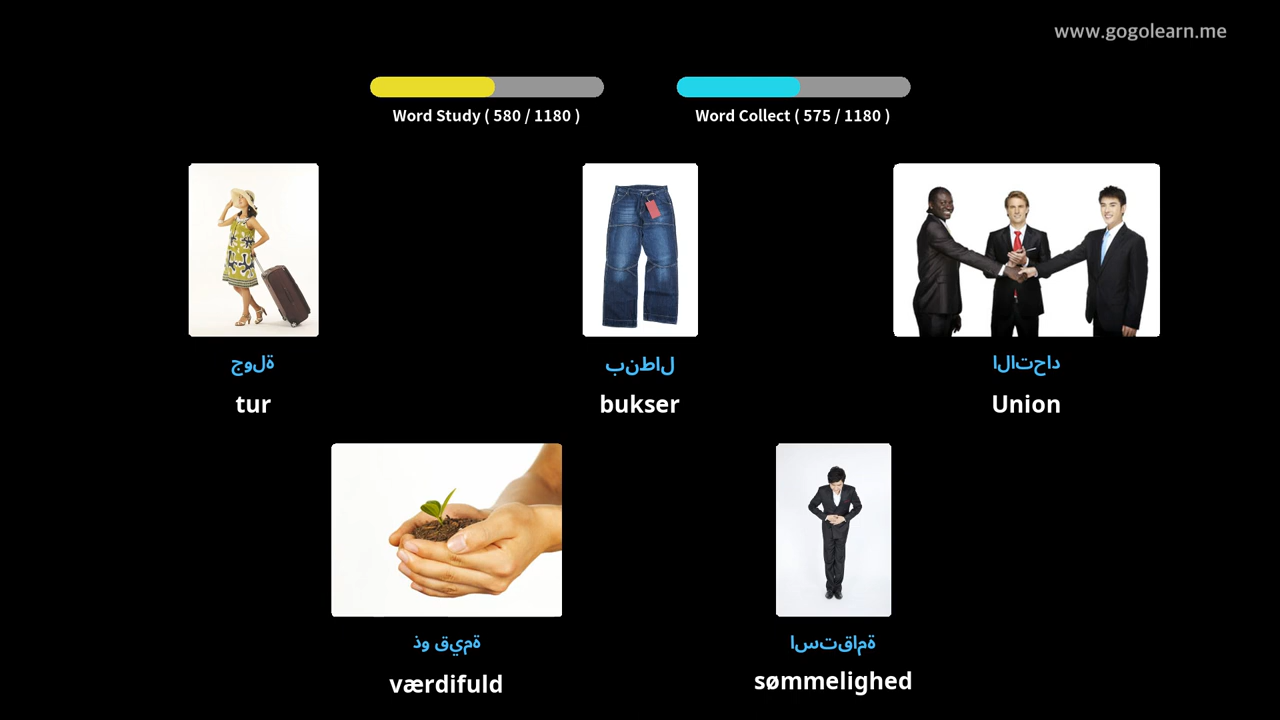 www.gogolearn.me
Word Study ( 580 / 1180 )
Word Collect ( 575 / 1180 )
جولة
tur
بنطال
bukser
الاتحاد
Union
ذو قيمة
værdifuld
استقامة
sømmelighed